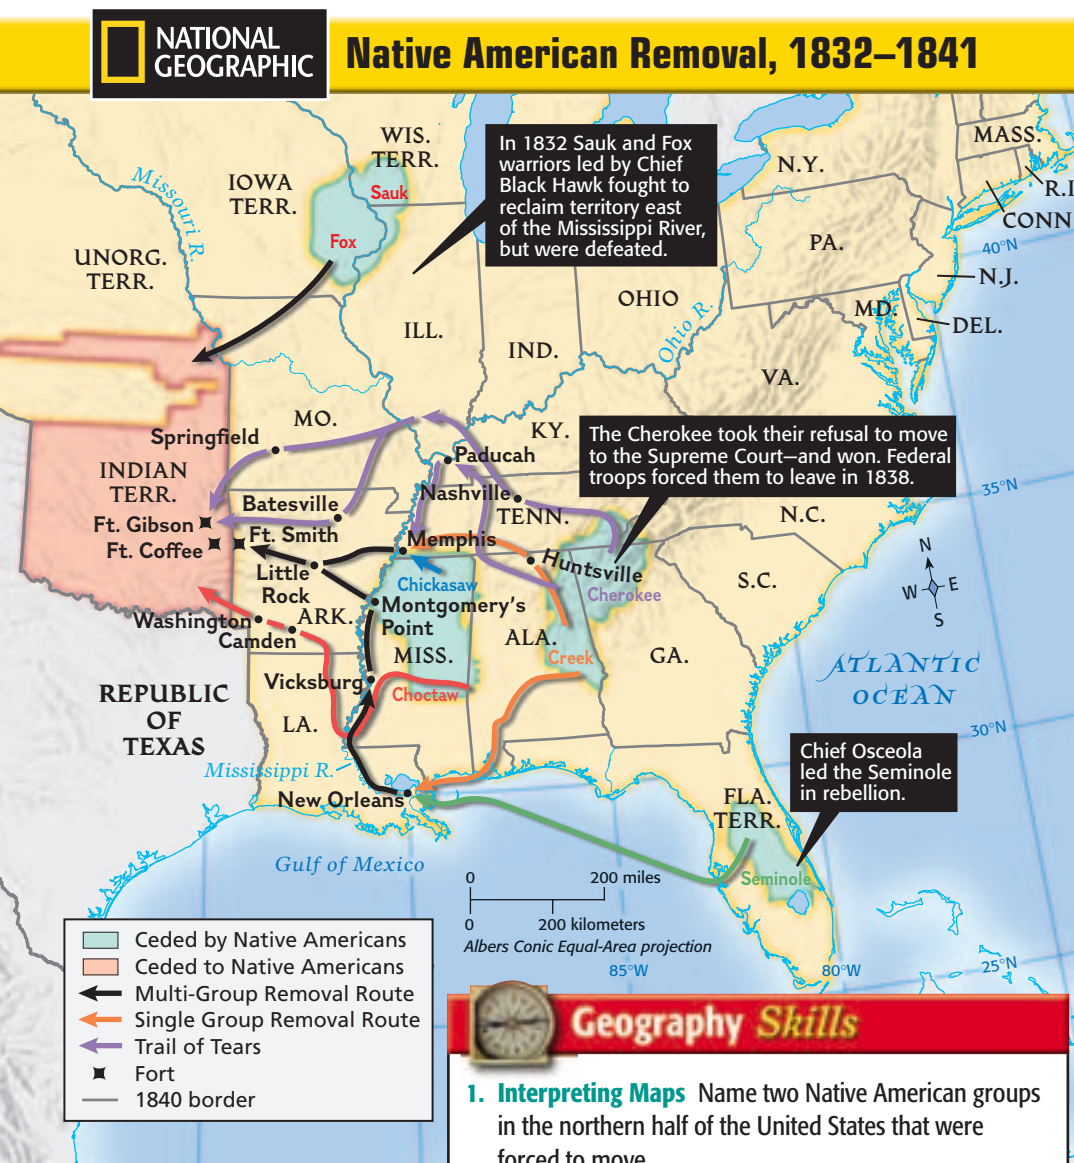 NATIONAL
GEOGRAPHIC
Native American Removal, 1832–1841
WIS.
TERR.
MASS.
In 1832 Sauk and Fox
warriors led by Chief
Black Hawk fought to
reclaim territory east
of the Mississippi River,
but were defeated.
N.Y.
Missouri R.
IOWA
TERR.
Sauk
CONN
Fox
UNORG.
TERR.
PA.
40°N
N.J.
OHIO
MD.
DEL.
ILL.
IND.
Ohio R.
VA.
MO.
KY.
The Cherokee took their refusal to move
to the Supreme Court—and won. Federal
troops forced them to leave in 1838.
Springfield
Paducah
INDIAN
TERR.
Nashville
35°N
Batesville
TENN.
N.C.
Ft. Gibson
Ft. Smith
Ft. Coffee
Memphis
Huntsville
N
W
E
S
Little
Rock
Chickasaw
Cherokee
S.C.
Montgomery's
Point
Washington
ARK.
Camden
ALA.
MISS.
Creek
GA.
ATLANTIC
OCEAN
Vicksburg
Choctaw
REPUBLIC
OF
TEXAS
LA.
30°N
Mississippi R.
Chief Osceola
led the Seminole
in rebellion.
New Orleans
FLA.
TERR.
Gulf of Mexico
Seminole
0
200 miles
0
200 kilometers
Albers Conic Equal-Area projection
85°W
80°W
25°N
Ceded by Native Americans
Ceded to Native Americans
Multi-Group Removal Route
Single Group Removal Route
Trail of Tears
Fort
1840 border
Geography Skills
1. Interpreting Maps Name two Native American groups
in the northern half of the United States that were
forced to move.